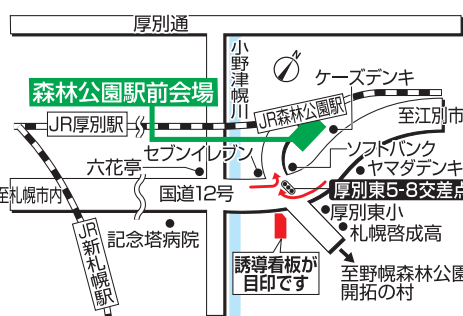 厚別通
小野津幌川
N
ケーズデンキ
森林公園駅前会場
JR森林公園駅
JR厚別駅
至江別市
セブンイレブン
ソフトバンク
六花亭
ヤマダデンキ
至札幌市内
国道12号
厚別東5-8交差点
厚別東小
記念塔病院
札幌啓成高
JR新札幌駅
誘導看板が
目印です
至野幌森林公園
開拓の村